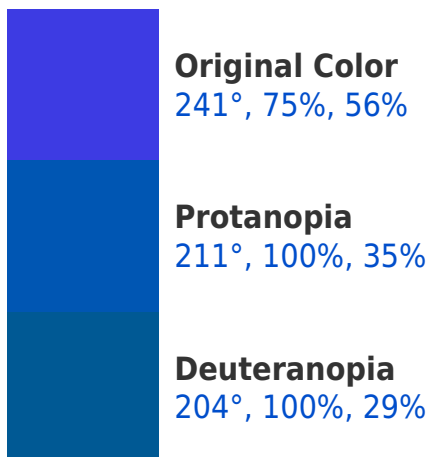 Original Color
241°, 75%, 56%
Protanopia
211°, 100%, 35%
Deuteranopia
204°, 100%, 29%